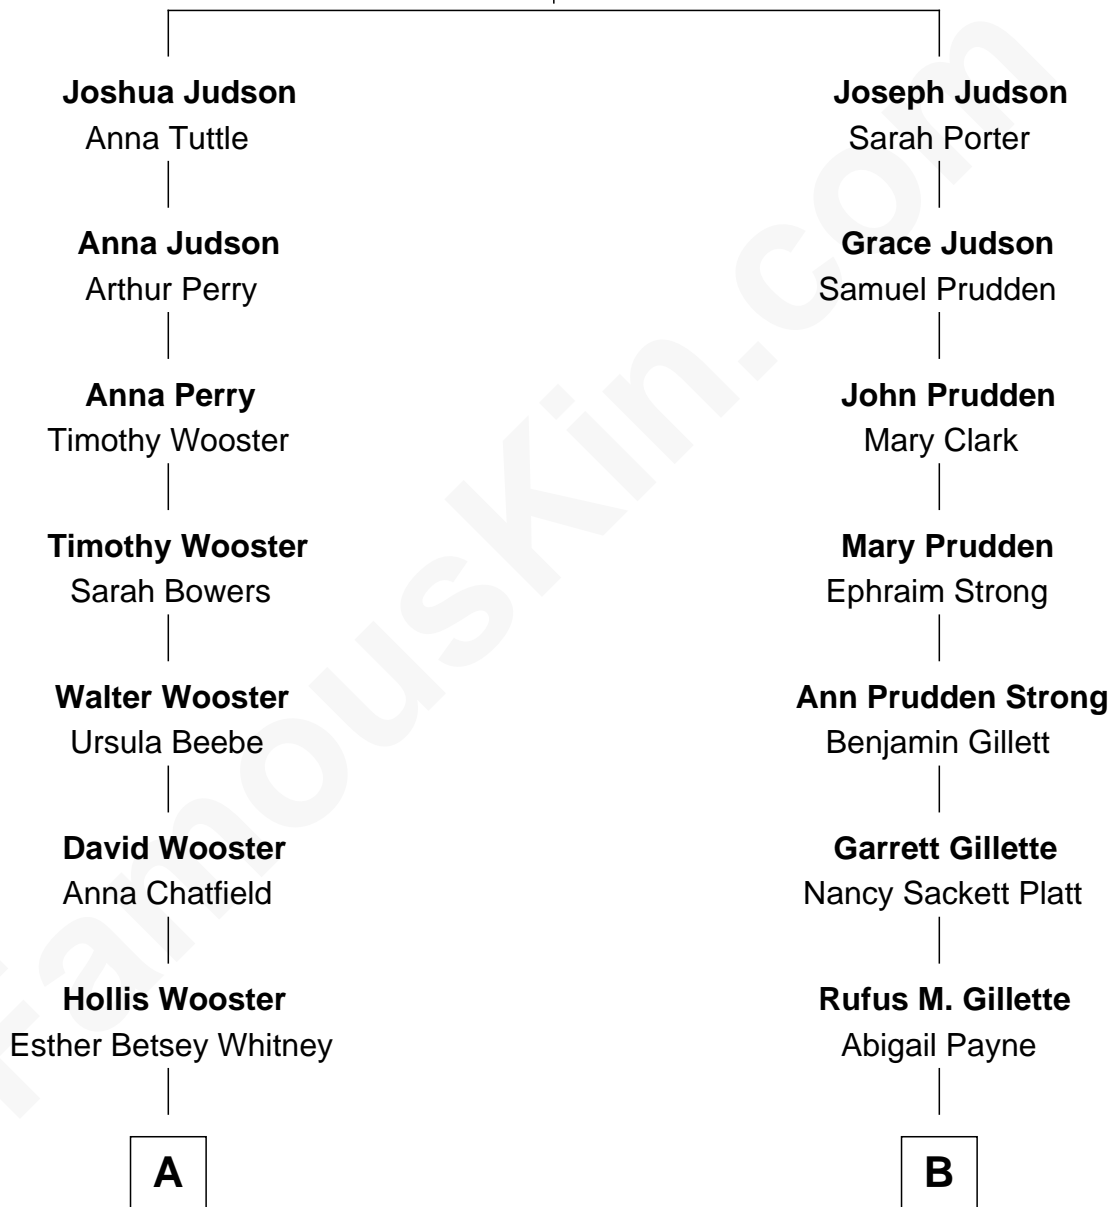 Joshua Judson
Anna Tuttle
Anna Judson
Arthur Perry
Anna Perry
Timothy Wooster
Timothy Wooster
Sarah Bowers
Walter Wooster
Ursula Beebe
David Wooster
Anna Chatfield
Hollis Wooster
Esther Betsey Whitney
A
Joseph Judson
Sarah Porter
Grace Judson
Samuel Prudden
John Prudden
Mary Clark
Mary Prudden
Ephraim Strong
Ann Prudden Strong
Benjamin Gillett
Garrett Gillette
Nancy Sackett Platt
Rufus M. Gillette
Abigail Payne
B
FamousKin.com